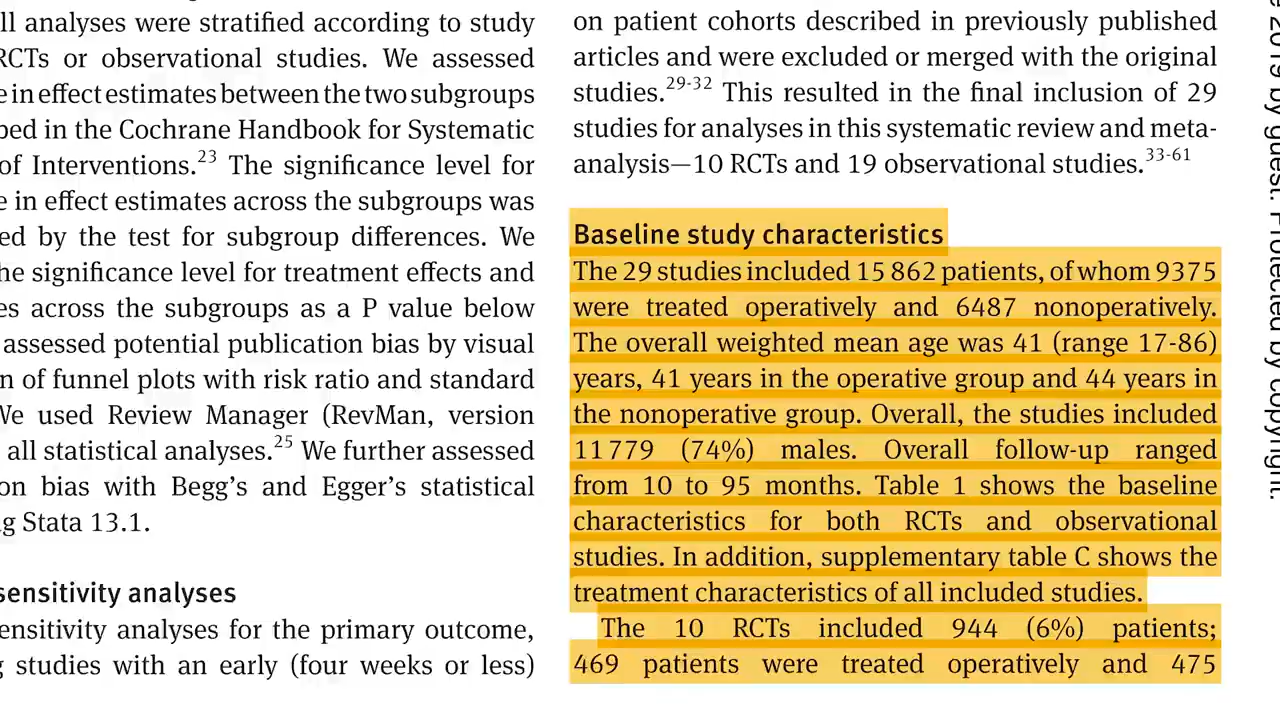 ll analyses were stratified according to study
RCTs or observational studies. We assessed
e in effect estimates between the two subgroups
bed in the Cochrane Handbook for Systematic
of Interventions.23 The significance level for
e in effect estimates across the subgroups was
ed by the test for subgroup differences. We
he significance level for treatment effects and
es across the subgroups as a P value below
assessed potential publication bias by visual
n of funnel plots with risk ratio and standard
We used Review Manager (RevMan, version
all statistical analyses.25 We further assessed
on bias with Begg's and Egger's statistical
g Stata 13.1.
sensitivity analyses
ensitivity analyses for the primary outcome,
g studies with an early (four weeks or less)
on patient cohorts described in previously published
articles and were excluded or merged with the original
studies.29-32 This resulted in the final inclusion of 29
studies for analyses in this systematic review and meta-
analysis—10 RCTs and 19 observational studies.33-61
Baseline study characteristics
The 29 studies included 15 862 patients, of whom 9375
were treated operatively and 6487 nonoperatively.
The overall weighted mean age was 41 (range 17-86)
years, 41 years in the operative group and 44 years in
the nonoperative group. Overall, the studies included
11 779 (74%) males. Overall follow-up ranged
from 10 to 95 months. Table 1 shows the baseline
characteristics for both RCTs and observational
studies. In addition, supplementary table C shows the
treatment characteristics of all included studies.
The 10 RCTs included 944 (6%) patients;
469 patients were treated operatively and 475
2019 by guest. Protected by copyright.